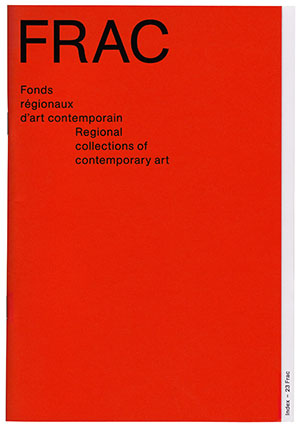 FRAC
Fonds
régionaux
d'art contemporain
Regional
collections of
contemporary art
Index – 23 Frac